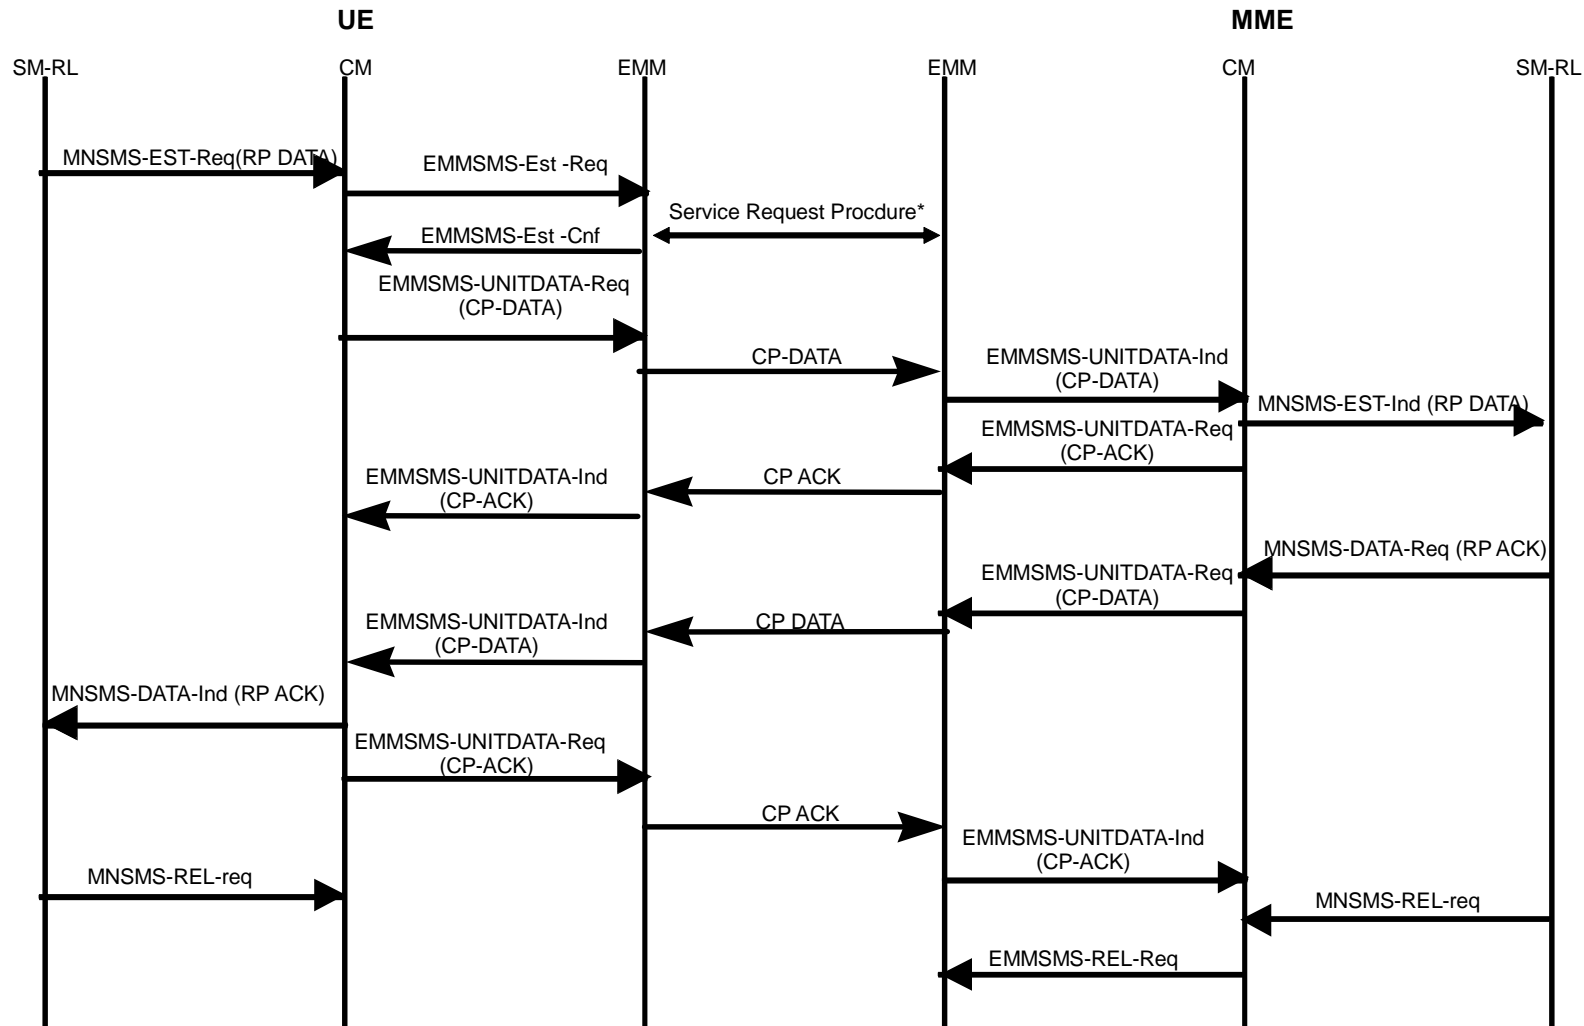 UE
MME
SM-RL
CM
EMM
EMM
CM
SM-RL
MNSMS-EST-Req(RP DATA)
EMMSMS-Est -Req
Service Request Procdure*
EMMSMS-Est -Cnf
EMMSMS-UNITDATA-Req
(CP-DATA)
CP-DATA
EMMSMS-UNITDATA-Ind
(CP-DATA)
MNSMS-EST-Ind (RP DATA)
EMMSMS-UNITDATA-Req
(CP-ACK)
CP ACK
EMMSMS-UNITDATA-Ind
(CP-ACK)
MNSMS-DATA-Req (RP ACK)
EMMSMS-UNITDATA-Req
(CP-DATA)
CP DATA
EMMSMS-UNITDATA-Ind
(CP-DATA)
MNSMS-DATA-Ind (RP ACK)
EMMSMS-UNITDATA-Req
(CP-ACK)
CP ACK
EMMSMS-UNITDATA-Ind
(CP-ACK)
MNSMS-REL-req
MNSMS-REL-req
EMMSMS-REL-Req